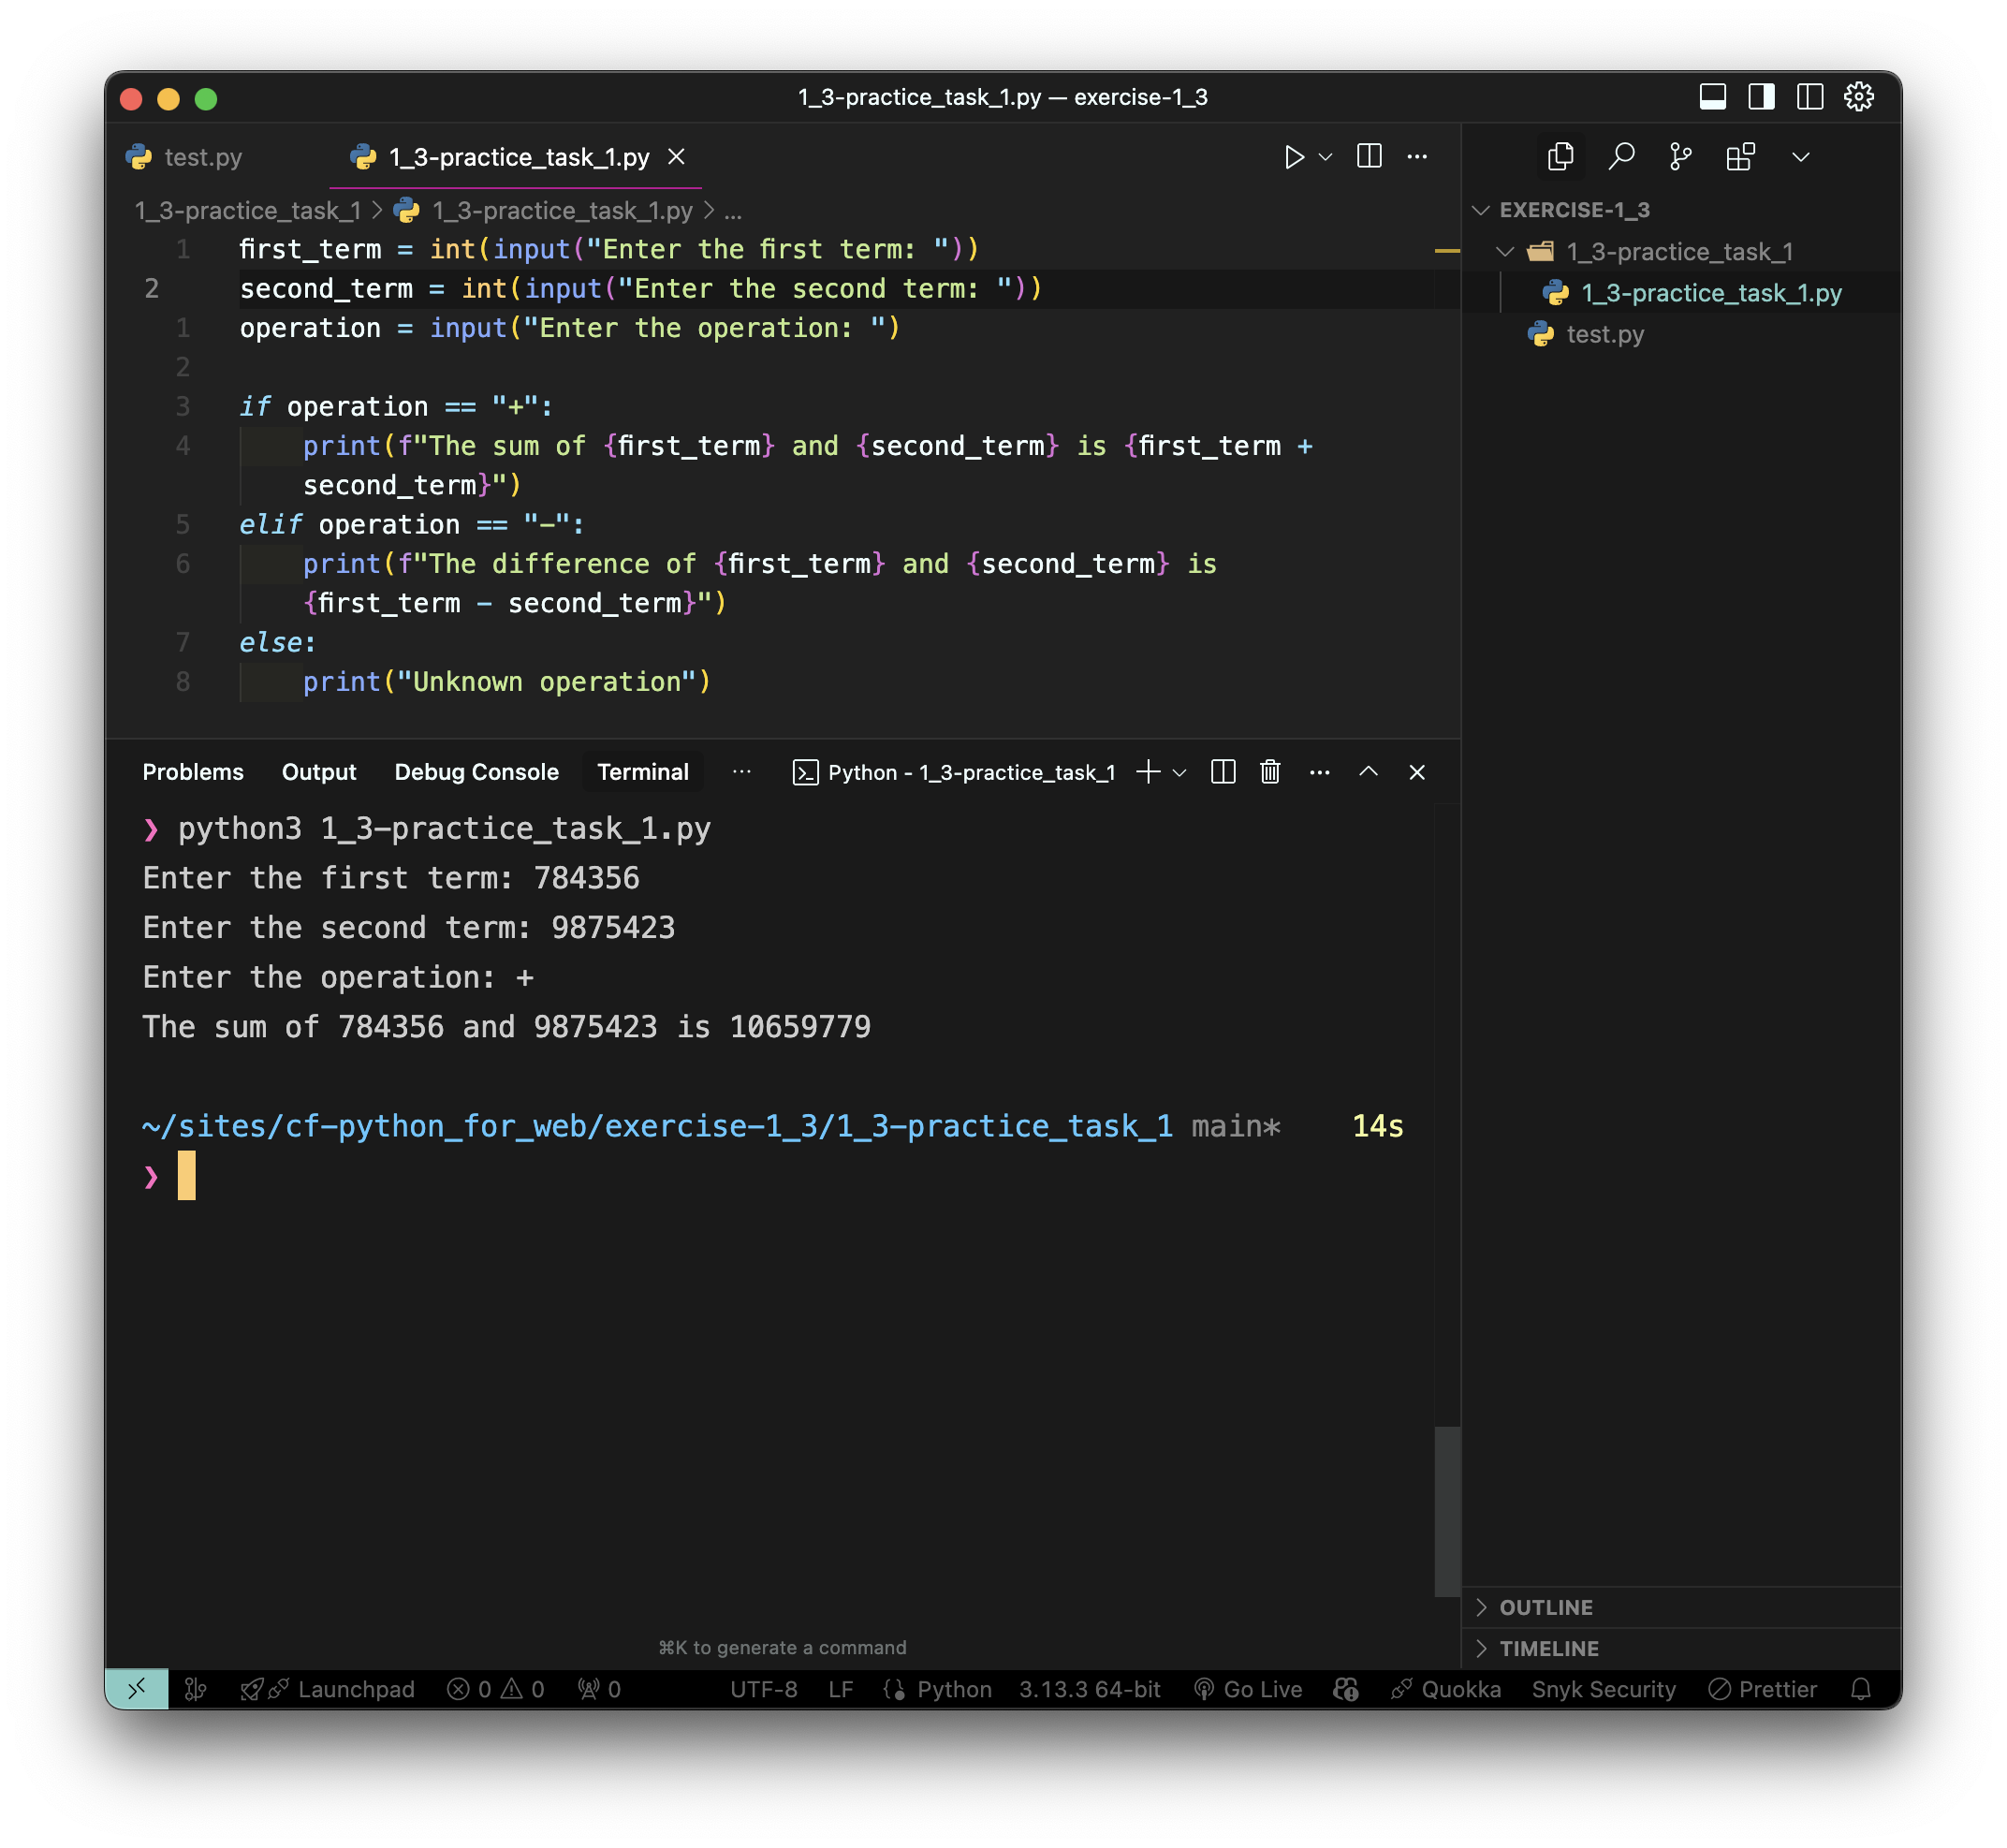 1_3-practice_task_1.py — exercise-1_3
test.py 1_3-practice_task_1.py
1_3-practice_task_1 > 1_3-practice_task_1.py > ...
1 first_term = int(input("Enter the first term: "))
2 second_term = int(input("Enter the second term: "))
1 operation = input("Enter the operation: ")
2
3 if operation == "+":
4 print(f"The sum of {first_term} and {second_term} is {first_term +
second_term}")
5 elif operation == "-":
6 print(f"The difference of {first_term} and {second_term} is
{first_term - second_term}")
7 else:
8 print("Unknown operation")
EXERCISE-1_3
1_3-practice_task_1
1_3-practice_task_1.py
test.py
Problems Output Debug Console Terminal ... Python - 1_3-practice_task_1
❯ python3 1_3-practice_task_1.py
Enter the first term: 784356
Enter the second term: 9875423
Enter the operation: +
The sum of 784356 and 9875423 is 10659779
~/sites/cf-python_for_web/exercise-1_3/1_3-practice_task_1 main* 14s
❯
⌘K to generate a command
OUTLINE
TIMELINE
Launchpad 0 0 0 UTF-8 LF Python 3.13.3 64-bit Go Live Quokka Snyk Security Prettier